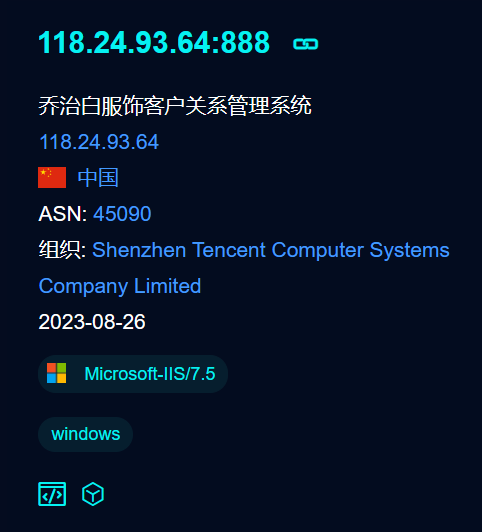 118.24.93.64:888
乔治白服饰客户关系管理系统
118.24.93.64
中国
ASN: 45090
组织: Shenzhen Tencent Computer Systems
Company Limited
2023-08-26
Microsoft-IIS/7.5
windows